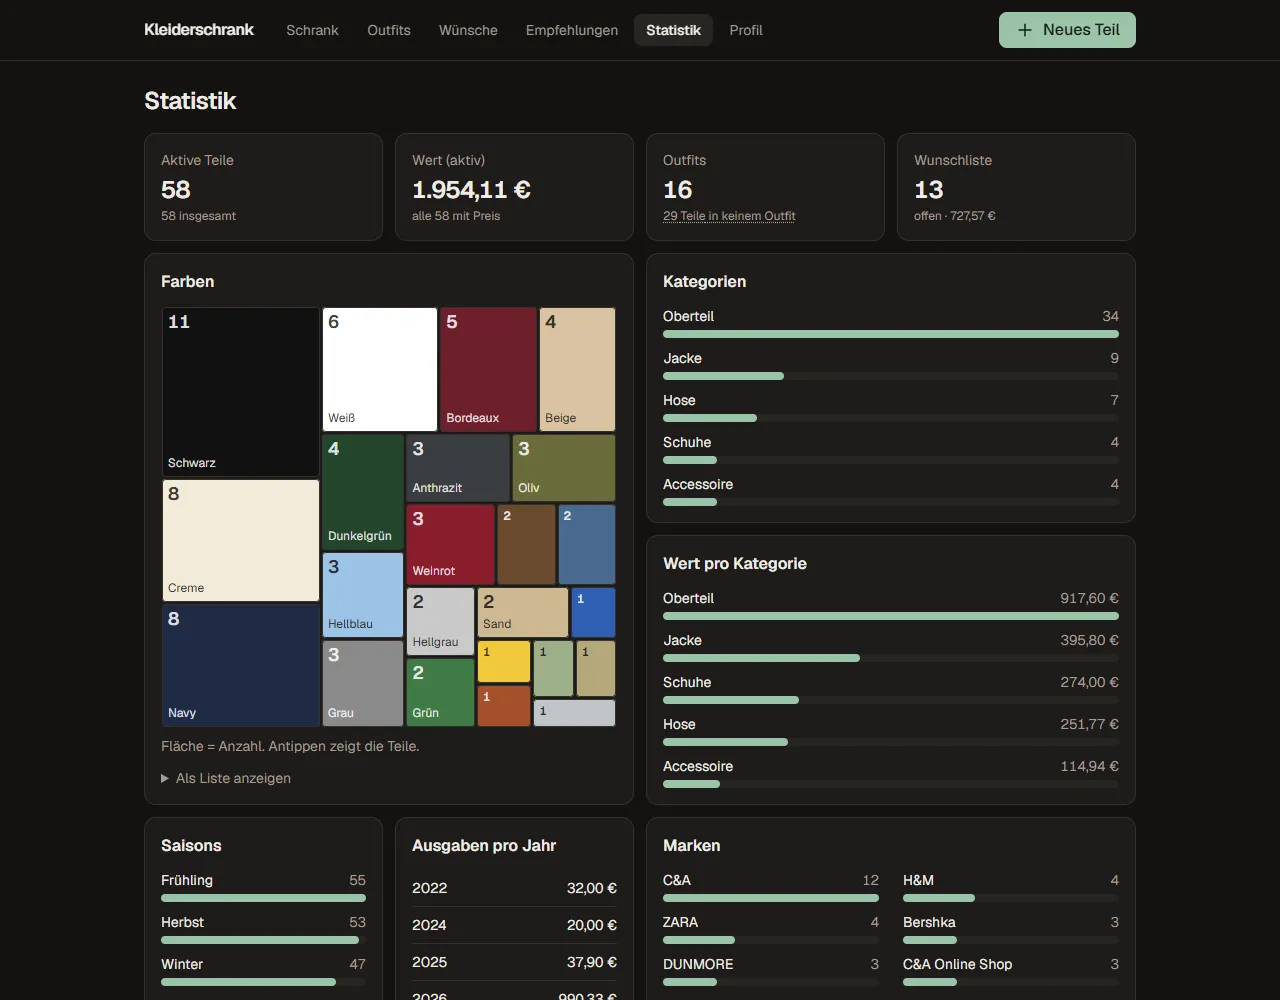 Kleiderschrank Schrank Outfits Wünsche Empfehlungen Statistik Profil + Neues Teil
Statistik
Aktive Teile
58
58 insgesamt
Wert (aktiv)
1.954,11 €
alle 58 mit Preis
Outfits
16
29 Teile in keinem Outfit
Wunschliste
13
offen · 727,57 €
Farben
11
Schwarz
6
Weiß
5
Bordeaux
4
Beige
8
Creme
4
Dunkelgrün
3
Anthrazit
3
Oliv
3
Weinrot
2
2
3
Hellblau
8
Navy
2
Hellgrau
2
Sand
1
3
Grau
2
Grün
1
1
1
1
1
Fläche = Anzahl. Antippen zeigt die Teile.
Als Liste anzeigen
Kategorien
Oberteil 34
Jacke 9
Hose 7
Schuhe 4
Accessoire 4
Wert pro Kategorie
Oberteil 917,60 €
Jacke 395,80 €
Schuhe 274,00 €
Hose 251,77 €
Accessoire 114,94 €
Saisons
Frühling 55
Herbst 53
Winter 47
Ausgaben pro Jahr
2022 32,00 €
2024 20,00 €
2025 37,90 €
2026 990,33 €
Marken
C&A 12
ZARA 4
DUNMORE 3
H&M 4
Bershka 3
C&A Online Shop 3